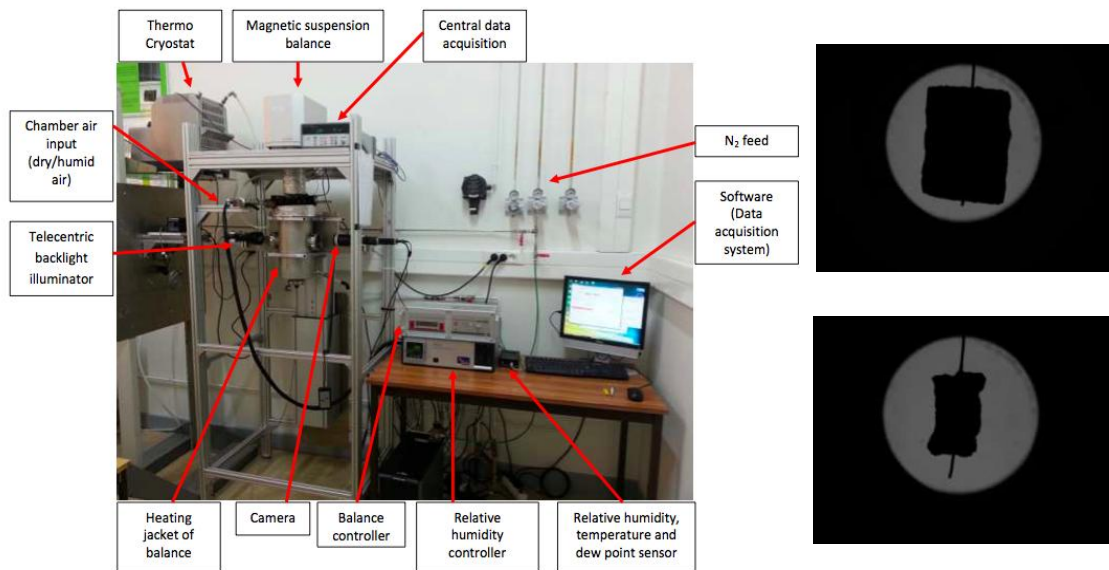 Thermo
Cryostat
Magnetic suspension
balance
Central data
acquisition
Chamber air
input
(dry/humid
air)
N₂ feed
Telecentric
backlight
illuminator
Software
(Data
acquisition
system)
Heating
jacket of
balance
Camera
Balance
controller
Relative
humidity
controller
Relative humidity,
temperature and
dew point sensor